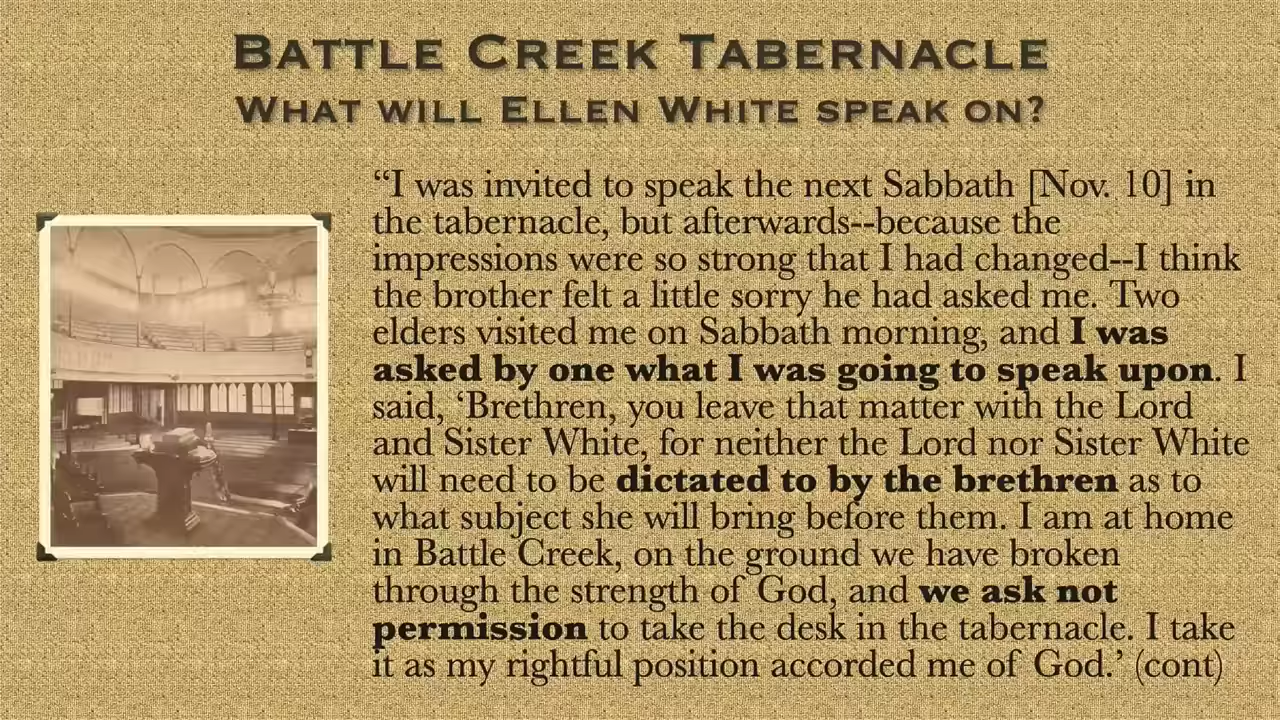 Battle Creek Tabernacle
What will Ellen White speak on?
“I was invited to speak the next Sabbath [Nov. 10] in
the tabernacle, but afterwards--because the
impressions were so strong that I had changed--I think
the brother felt a little sorry he had asked me. Two
elders visited me on Sabbath morning, and I was
asked by one what I was going to speak upon. I
said, ‘Brethren, you leave that matter with the Lord
and Sister White, for neither the Lord nor Sister White
will need to be dictated to by the brethren as to
what subject she will bring before them. I am at home
in Battle Creek, on the ground we have broken
through the strength of God, and we ask not
permission to take the desk in the tabernacle. I take
it as my rightful position accorded me of God.’ (cont)